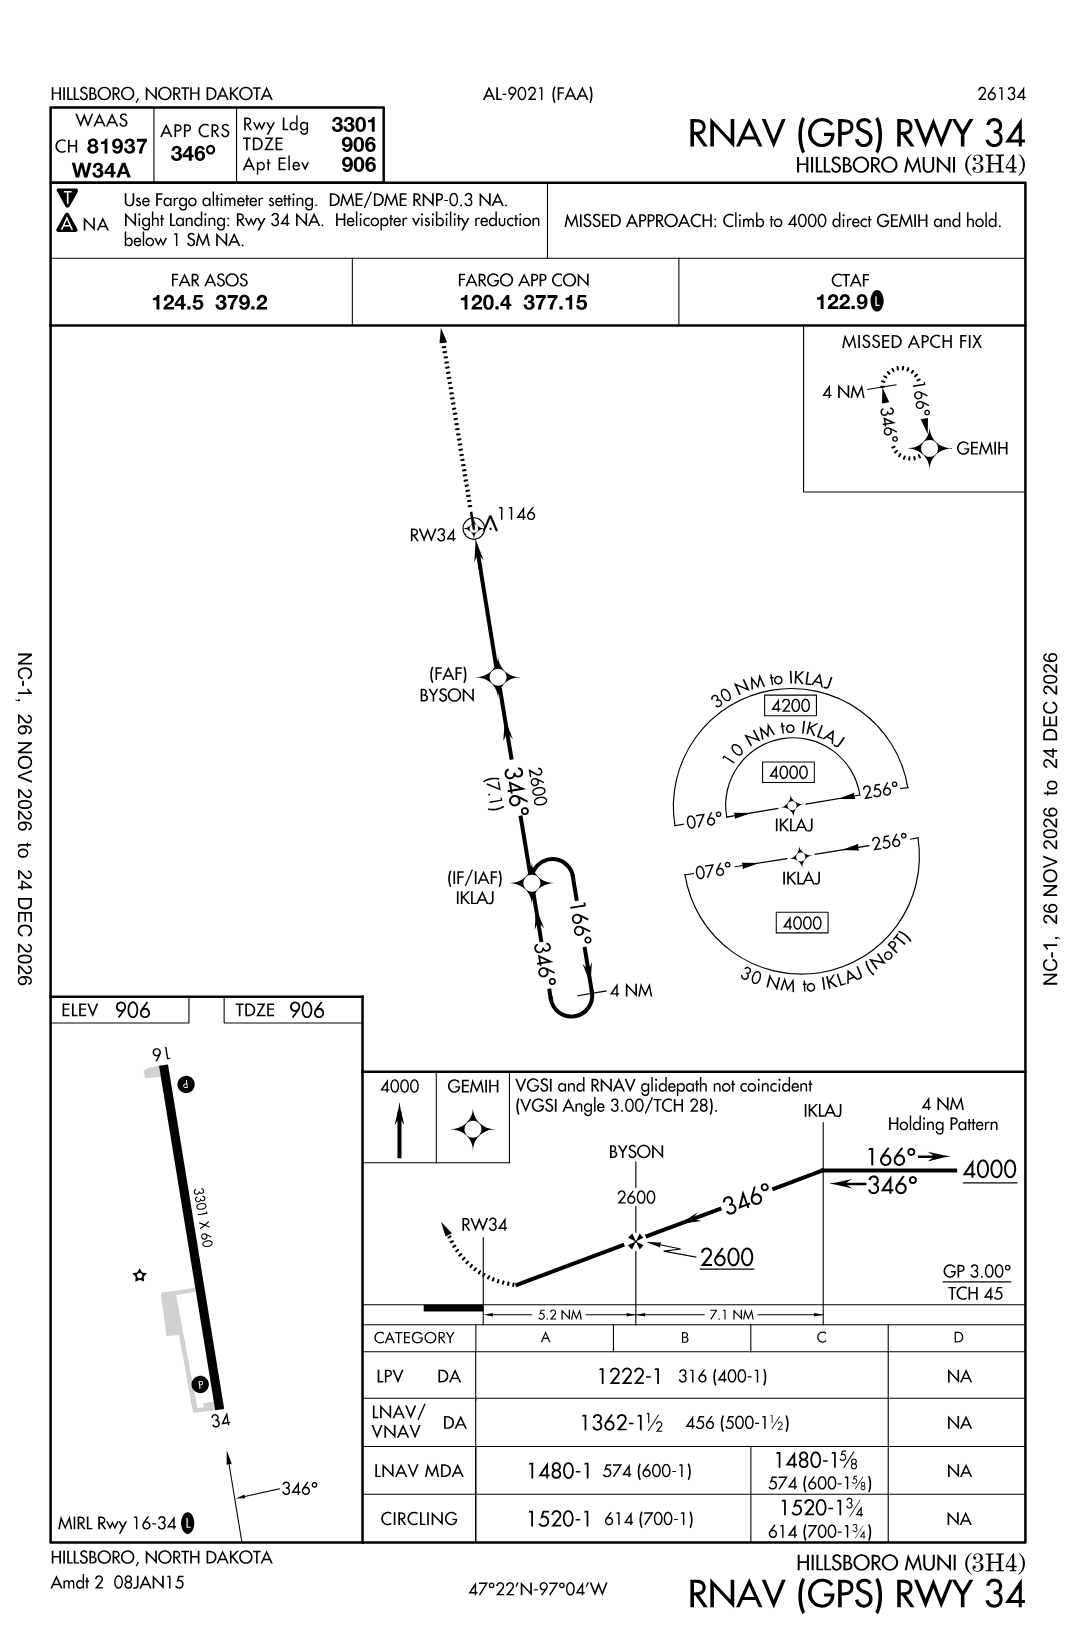 HILLSBORO, NORTH DAKOTA
AL-9021 (FAA)
26134
WAAS
CH 81937
W34A
APP CRS
346°
Rwy Ldg 3301
TDZE 906
Apt Elev 906
RNAV (GPS) RWY 34
HILLSBORO MUNI (3H4)
T
A NA
Use Fargo altimeter setting. DME/DME RNP-0.3 NA.
Night Landing: Rwy 34 NA. Helicopter visibility reduction
below 1 SM NA.
MISSED APPROACH: Climb to 4000 direct GEMIH and hold.
FAR ASOS
124.5 379.2
FARGO APP CON
120.4 377.15
CTAF
122.9 L
MISSED APCH FIX
4 NM
346°
166°
GEMIH
1146
RW34
(FAF)
BYSON
2600
346°
(7.1)
(IF/IAF)
IKLAJ
166°
346°
4 NM
30 NM to IKLAJ
4200
10 NM to IKLAJ
4000
256°
076°
IKLAJ
256°
076°
IKLAJ
4000
30 NM to IKLAJ (NoPT)
NC-1, 26 NOV 2026 to 24 DEC 2026
NC-1, 26 NOV 2026 to 24 DEC 2026
ELEV 906
TDZE 906
16
P
3301 X 60
P
34
346°
MIRL Rwy 16-34 L
4000
GEMIH
VGSI and RNAV glidepath not coincident
(VGSI Angle 3.00/TCH 28).
IKLAJ
4 NM
Holding Pattern
BYSON
166°
4000
346°
2600
346°
RW34
2600
GP 3.00°
TCH 45
5.2 NM
7.1 NM
CATEGORY A B C D
LPV DA 1222-1 316 (400-1) NA
LNAV/
VNAV DA 1362-1½ 456 (500-1½) NA
LNAV MDA 1480-1 574 (600-1) 1480-1⅝
574 (600-1⅝) NA
CIRCLING 1520-1 614 (700-1) 1520-1¾
614 (700-1¾) NA
HILLSBORO, NORTH DAKOTA
Amdt 2 08JAN15
47°22'N-97°04'W
HILLSBORO MUNI (3H4)
RNAV (GPS) RWY 34